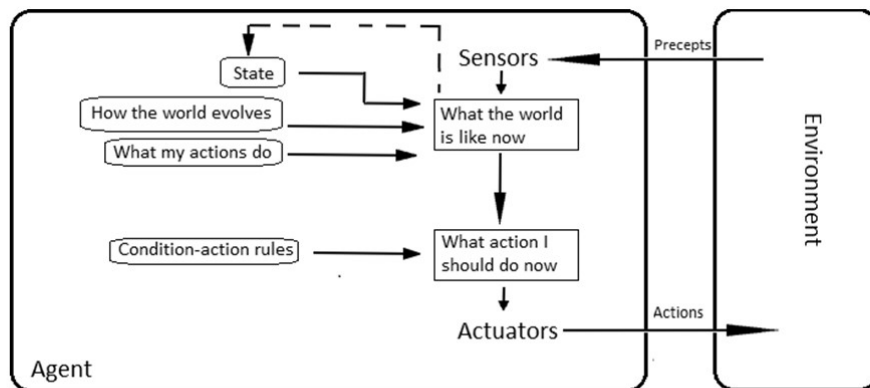 Sensors
Precepts
State
How the world evolves
What the world
is like now
What my actions do
Environment
Condition-action rules
What action I
should do now
Actions
Actuators
Agent